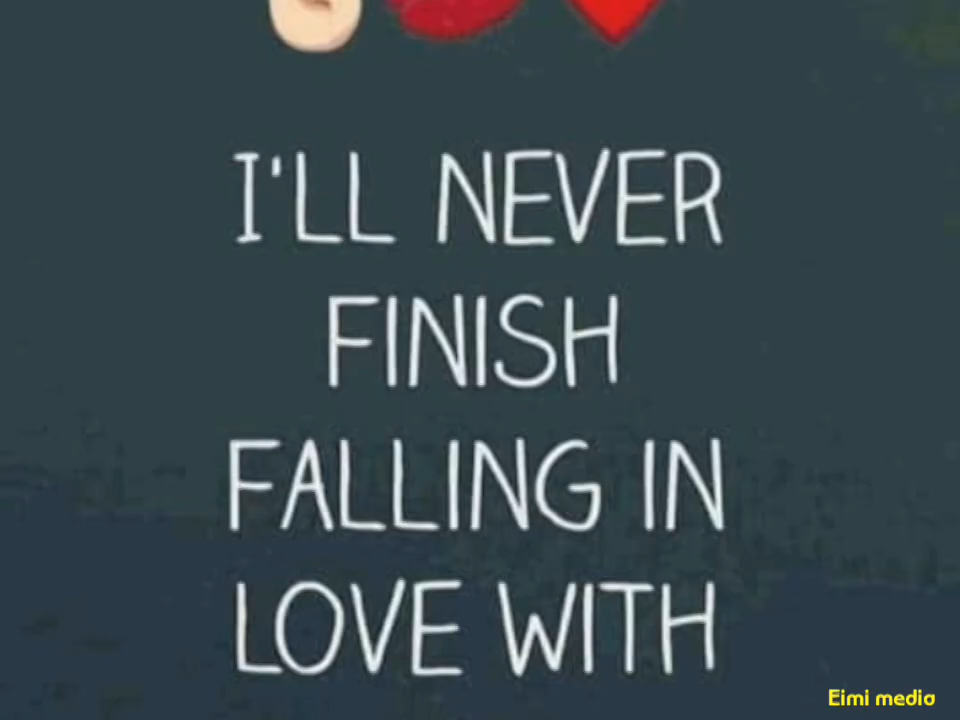 I'LL NEVER
FINISH
FALLING IN
LOVE WITH
Eimi media